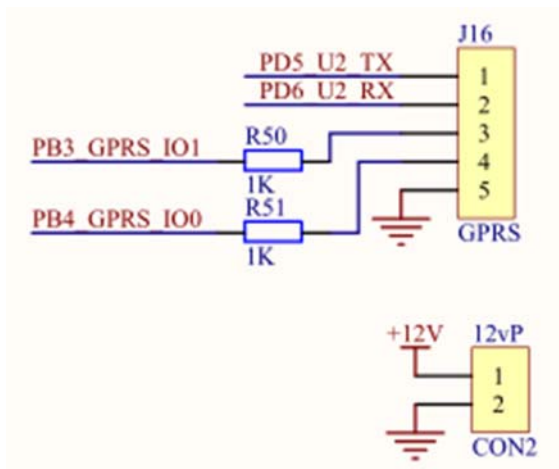 J16
PD5_U2_TX
1
PD6_U2_RX
2
PB3_GPRS_IO1
R50
3
1K
4
PB4_GPRS_IO0
R51
5
1K
GPRS
+12V
12vP
1
2
CON2